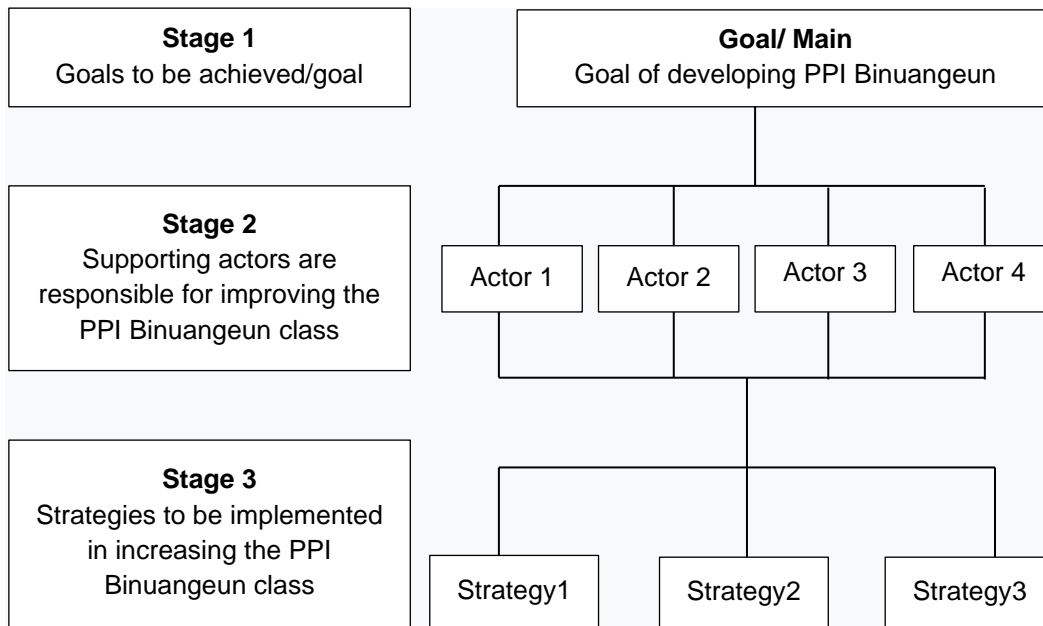 Stage 1
Goals to be achieved/goal
Goal/ Main
Goal of developing PPI Binuangeun
Stage 2
Supporting actors are
responsible for improving the
PPI Binuangeun class
Actor 1
Actor 2
Actor 3
Actor 4
Stage 3
Strategies to be implemented
in increasing the PPI
Binuangeun class
Strategy1
Strategy2
Strategy3